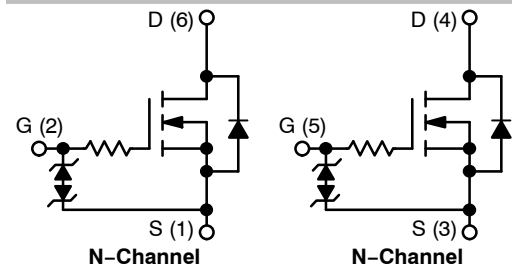 D (6)
D (4)
G (2)
G (5)
S (1)
S (3)
N−Channel
N−Channel